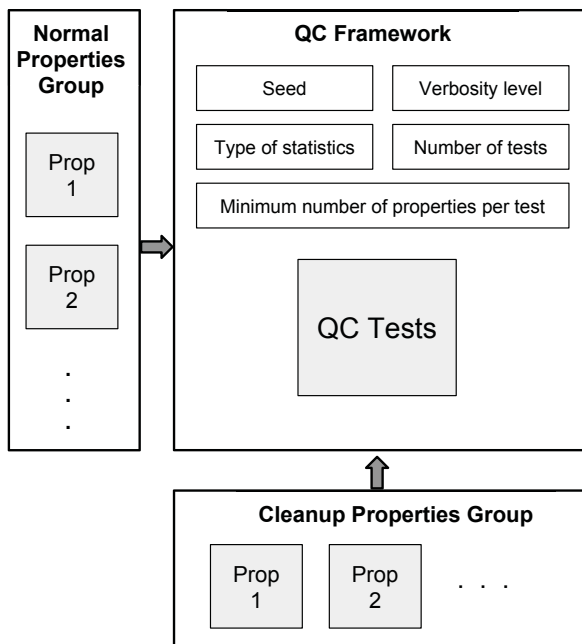 Normal
Properties
Group
Prop
1
Prop
2
.
.
.
QC Framework
Seed
Verbosity level
Type of statistics
Number of tests
Minimum number of properties per test
QC Tests
Cleanup Properties Group
Prop
1
Prop
2
. . .